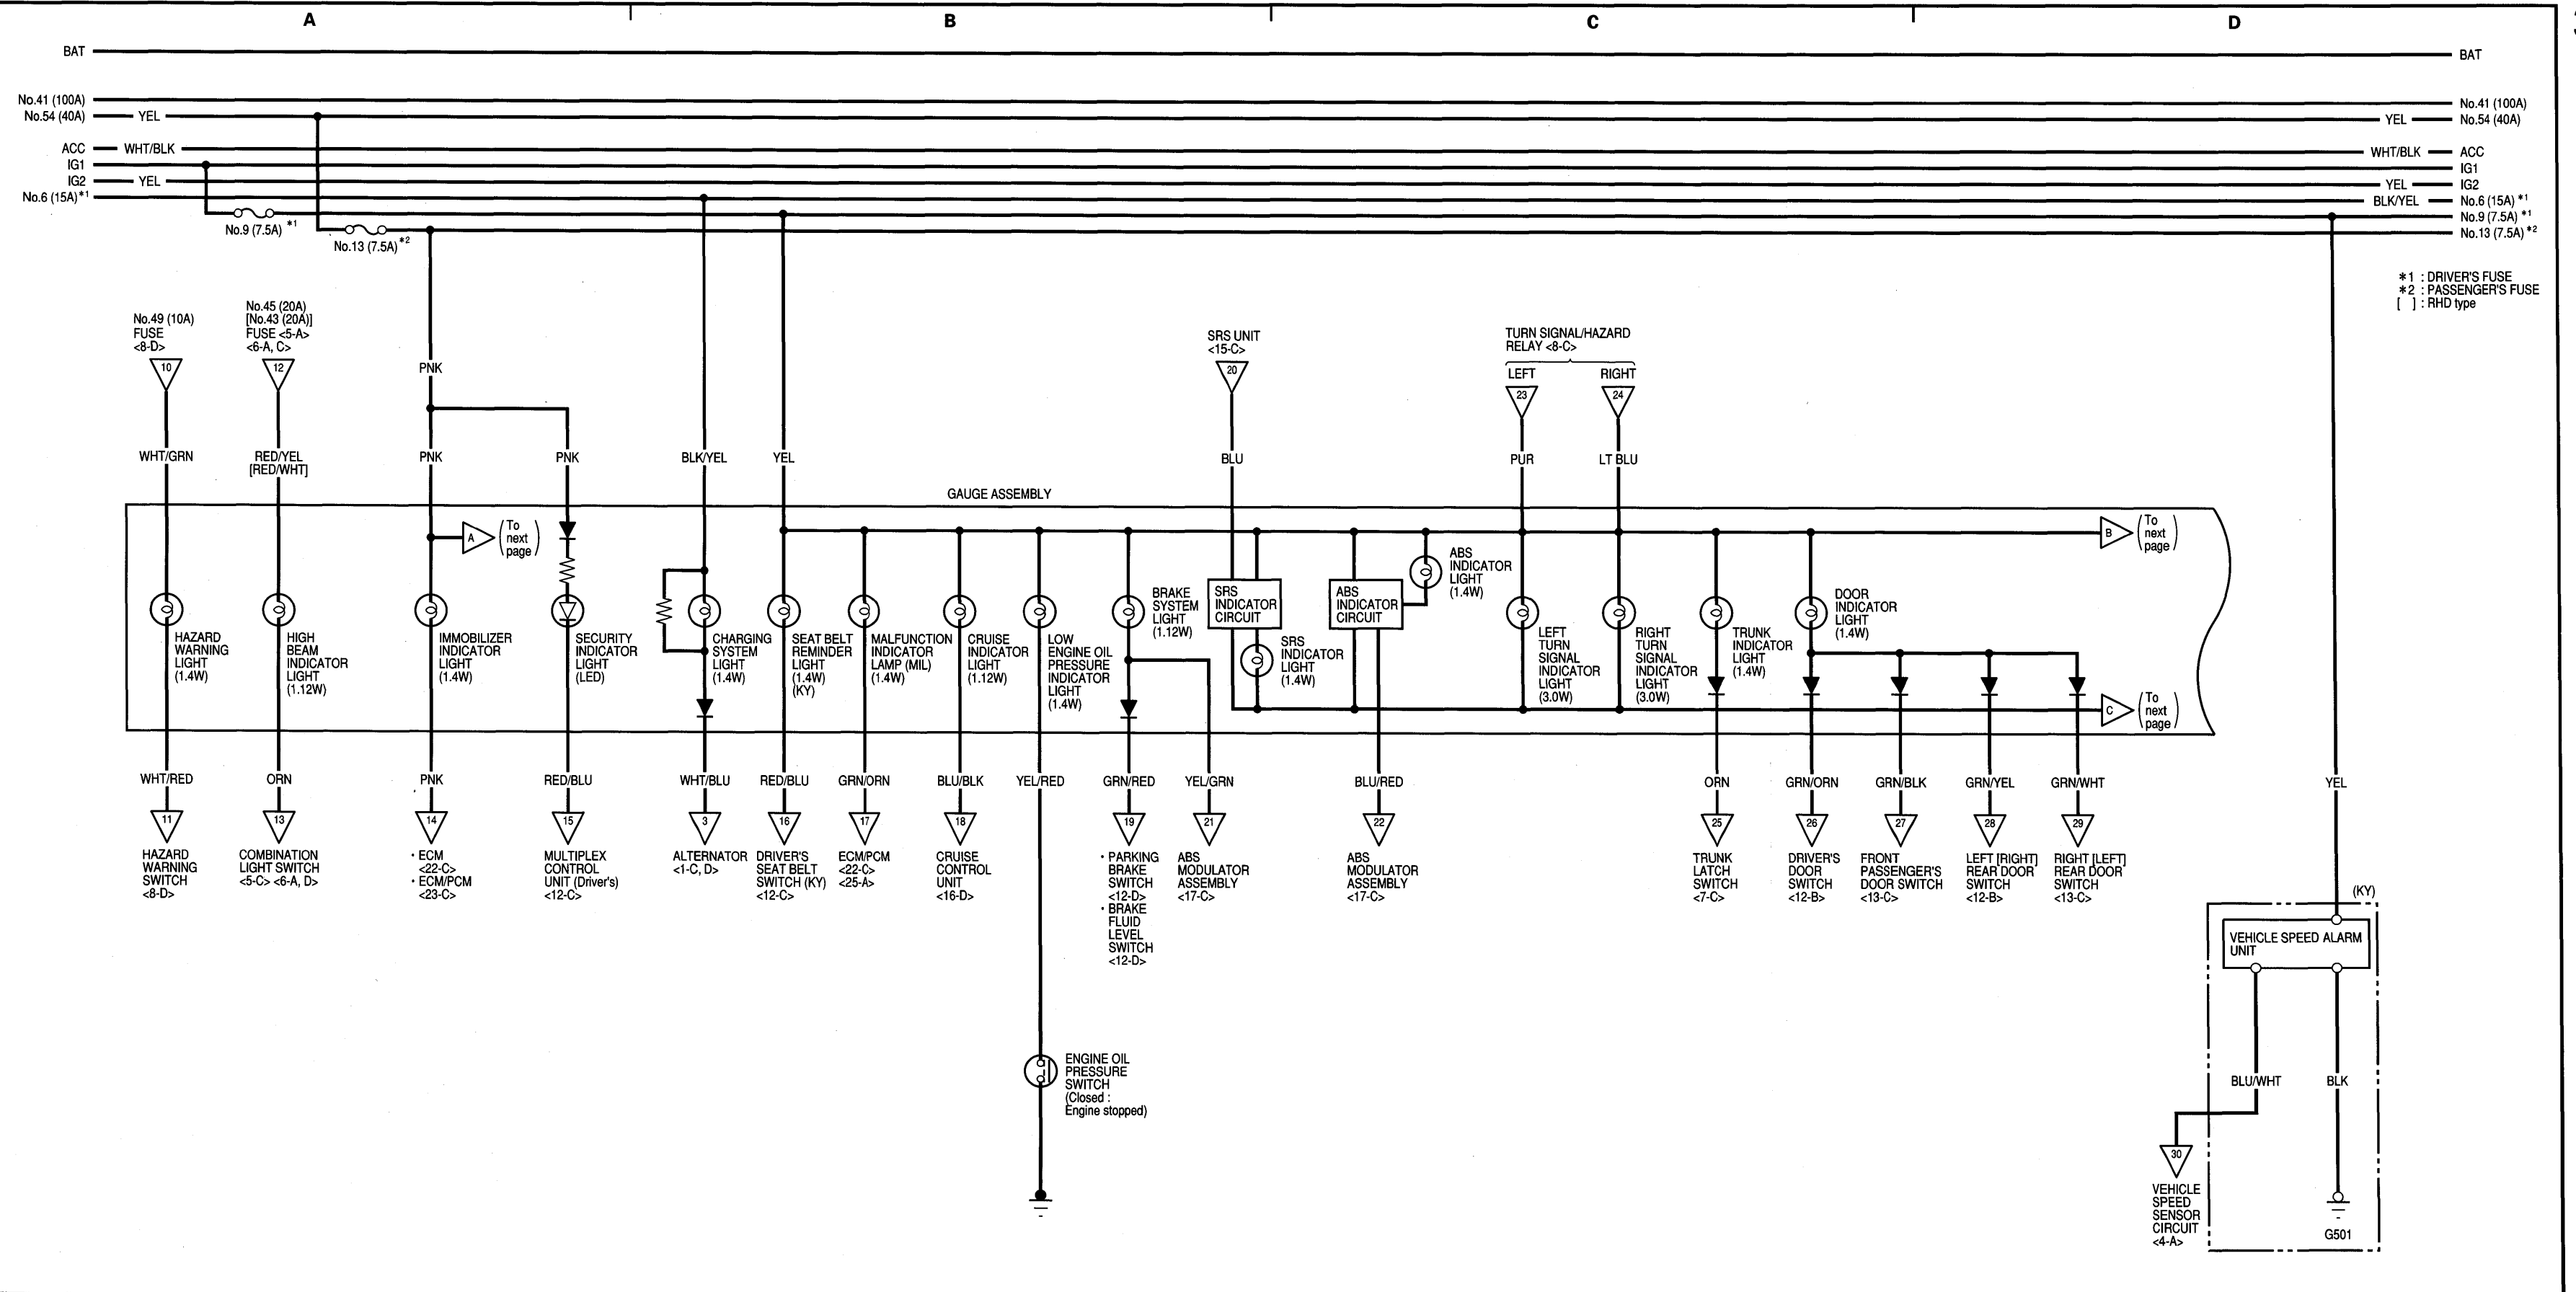 A
B
C
D
BAT
BAT
No.41 (100A)
No.41 (100A)
No.54 (40A)
YEL
YEL
No.54 (40A)
ACC
WHT/BLK
WHT/BLK
ACC
IG1
IG1
IG2
YEL
YEL
IG2
No.6 (15A)*1
BLK/YEL
No.6 (15A) *1
No.9 (7.5A) *1
No.9 (7.5A) *1
No.13 (7.5A)*2
No.13 (7.5A)*2
*1 : DRIVER'S FUSE
*2 : PASSENGER'S FUSE
[ ] : RHD type
No.49 (10A)
FUSE
<8-D>
10
No.45 (20A)
[No.43 (20A)]
FUSE <5-A>
<6-A, C>
12
PNK
SRS UNIT
<15-C>
20
TURN SIGNAL/HAZARD
RELAY <8-C>
LEFT
RIGHT
23
24
WHT/GRN
RED/YEL
[RED/WHT]
PNK
PNK
BLK/YEL
YEL
BLU
PUR
LT BLU
GAUGE ASSEMBLY
A
(To
next
page)
B
(To
next
page)
HAZARD
WARNING
LIGHT
(1.4W)
HIGH
BEAM
INDICATOR
LIGHT
(1.12W)
IMMOBILIZER
INDICATOR
LIGHT
(1.4W)
SECURITY
INDICATOR
LIGHT
(LED)
CHARGING
SYSTEM
LIGHT
(1.4W)
SEAT BELT
REMINDER
LIGHT
(1.4W)
(KY)
MALFUNCTION
INDICATOR
LAMP (MIL)
(1.4W)
CRUISE
INDICATOR
LIGHT
(1.12W)
LOW
ENGINE OIL
PRESSURE
INDICATOR
LIGHT
(1.4W)
BRAKE
SYSTEM
LIGHT
(1.12W)
SRS
INDICATOR
CIRCUIT
SRS
INDICATOR
LIGHT
(1.4W)
ABS
INDICATOR
CIRCUIT
ABS
INDICATOR
LIGHT
(1.4W)
LEFT
TURN
SIGNAL
INDICATOR
LIGHT
(3.0W)
RIGHT
TURN
SIGNAL
INDICATOR
LIGHT
(3.0W)
TRUNK
INDICATOR
LIGHT
(1.4W)
DOOR
INDICATOR
LIGHT
(1.4W)
C
(To
next
page)
WHT/RED
ORN
PNK
RED/BLU
WHT/BLU
RED/BLU
GRN/ORN
BLU/BLK
YEL/RED
GRN/RED
YEL/GRN
BLU/RED
ORN
GRN/ORN
GRN/BLK
GRN/YEL
GRN/WHT
YEL
11
HAZARD
WARNING
SWITCH
<8-D>
13
COMBINATION
LIGHT SWITCH
<5-C> <6-A, D>
14
· ECM
<22-C>
· ECM/PCM
<23-C>
15
MULTIPLEX
CONTROL
UNIT (Driver's)
<12-C>
3
ALTERNATOR
<1-C, D>
16
DRIVER'S
SEAT BELT
SWITCH (KY)
<12-C>
17
ECM/PCM
<22-C>
<25-A>
18
CRUISE
CONTROL
UNIT
<16-D>
19
· PARKING
BRAKE
SWITCH
<12-D>
· BRAKE
FLUID
LEVEL
SWITCH
<12-D>
21
ABS
MODULATOR
ASSEMBLY
<17-C>
22
ABS
MODULATOR
ASSEMBLY
<17-C>
25
TRUNK
LATCH
SWITCH
<7-C>
26
DRIVER'S
DOOR
SWITCH
<12-B>
27
FRONT
PASSENGER'S
DOOR SWITCH
<13-C>
28
LEFT [RIGHT]
REAR DOOR
SWITCH
<12-B>
29
RIGHT [LEFT]
REAR DOOR
SWITCH
<13-C>
(KY)
VEHICLE SPEED ALARM
UNIT
ENGINE OIL
PRESSURE
SWITCH
(Closed :
Engine stopped)
BLU/WHT
BLK
30
VEHICLE
SPEED
SENSOR
CIRCUIT
<4-A>
G501